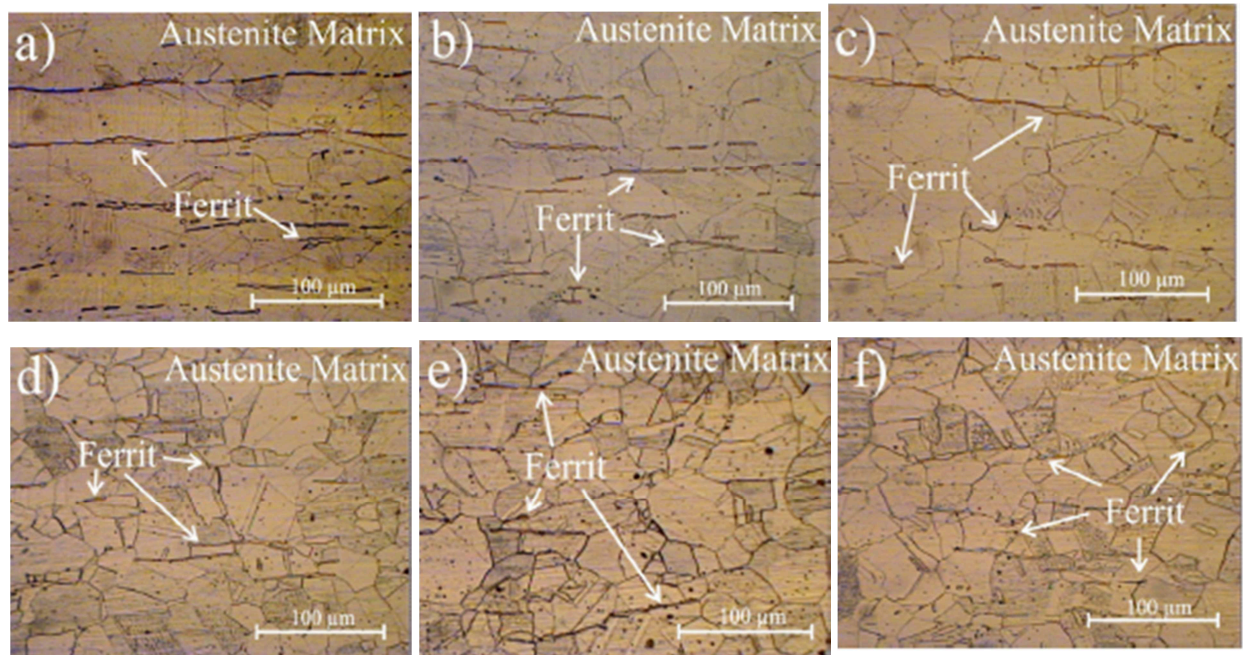 a) Austenite Matrix
Ferrit
100 µm
b) Austenite Matrix
Ferrit
100 µm
c) Austenite Matrix
Ferrit
100 µm
d) Austenite Matrix
Ferrit
100 µm
e) Austenite Matrix
Ferrit
100 µm
f) Austenite Matrix
Ferrit
100 µm